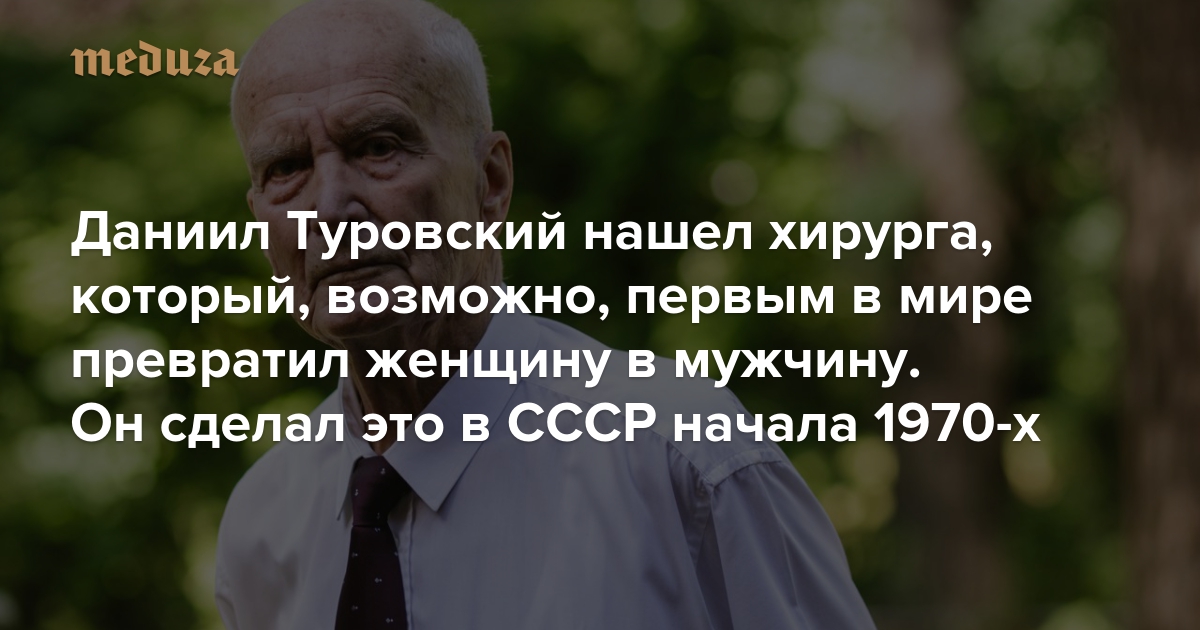 meduza
Даниил Туровский нашел хирурга,
который, возможно, первым в мире
превратил женщину в мужчину.
Он сделал это в СССР начала 1970-х